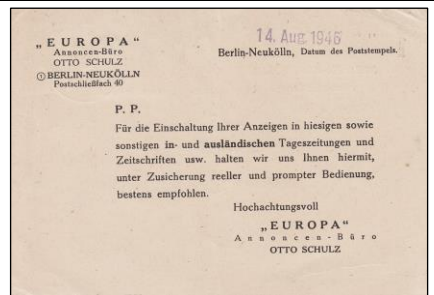 „EUROPA“
Annoncen-Büro
OTTO SCHULZ
① BERLIN-NEUKÖLLN
Postschließfach 40
14. Aug. 1946
Berlin-Neukölln, Datum des Poststempels.
P. P.
Für die Einschaltung Ihrer Anzeigen in hiesigen sowie
sonstigen in- und ausländischen Tageszeitungen und
Zeitschriften usw. halten wir uns Ihnen hiermit,
unter Zusicherung reeller und prompter Bedienung,
bestens empfohlen.
Hochachtungsvoll
„EUROPA“
Annoncen-Büro
OTTO SCHULZ